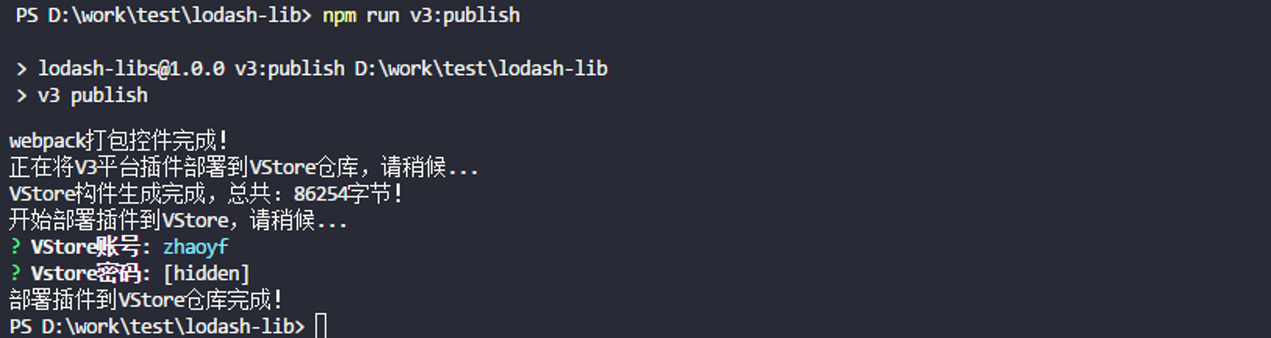 PS D:\work\test\lodash-lib> npm run v3:publish
> lodash-libs@1.0.0 v3:publish D:\work\test\lodash-lib
> v3 publish
webpack打包控件完成!
正在将V3平台插件部署到VStore仓库，请稍候...
VStore构件生成完成，总共: 86254字节!
开始部署插件到VStore，请稍候...
? VStore账号: zhaoyf
? Vstore密码: [hidden]
部署插件到VStore仓库完成!
PS D:\work\test\lodash-lib>